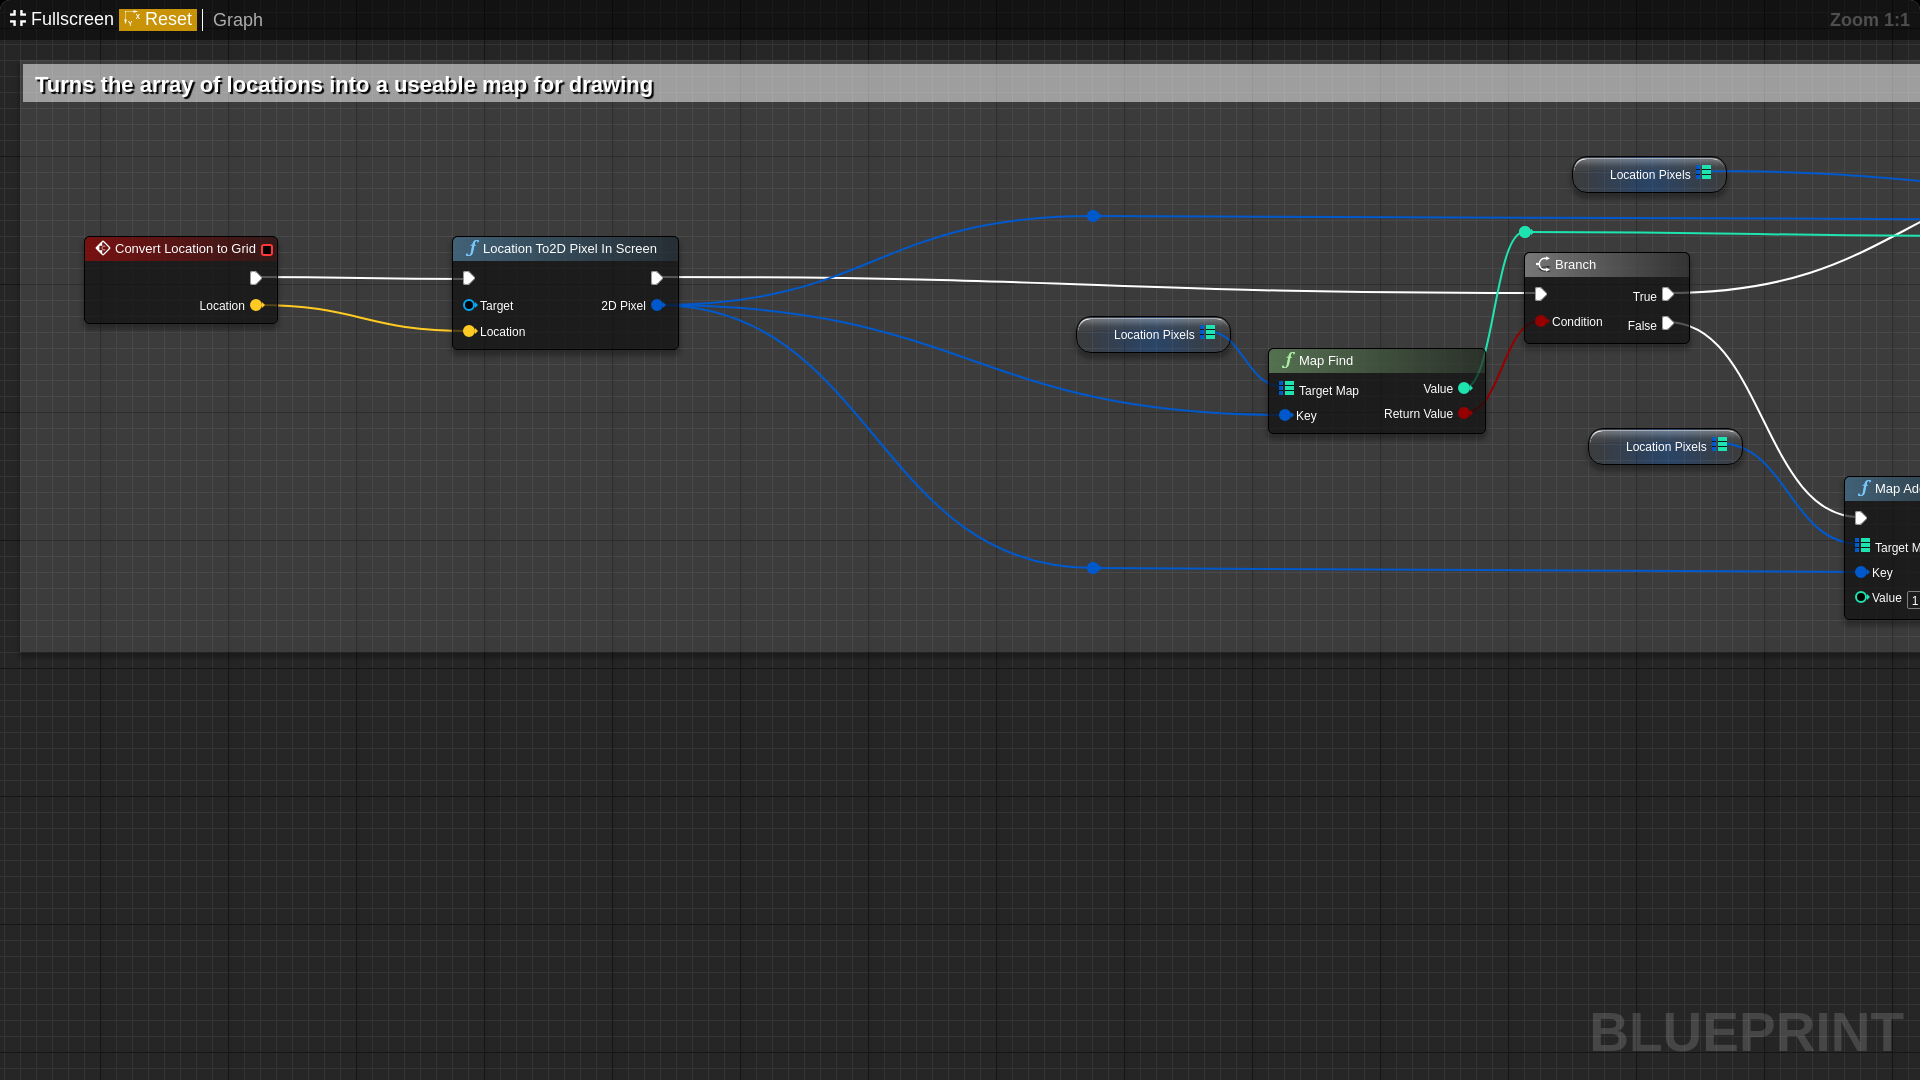 Fullscreen Reset Graph Zoom 1:1
Turns the array of locations into a useable map for drawing
Location Pixels
Convert Location to Grid
Location
Location To2D Pixel In Screen
Target
2D Pixel
Location
Branch
True
Condition
False
Location Pixels
Map Find
Target Map
Value
Key
Return Value
Location Pixels
Map Ad
Target M
Key
Value 1
BLUEPRINT